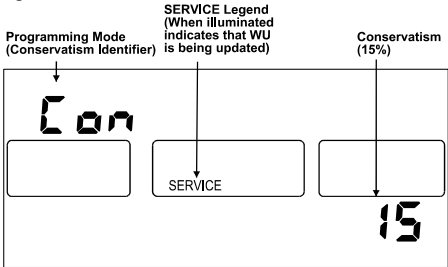 SERVICE Legend
(When illuminated
indicates that WU
is being updated)
Programming Mode
(Conservatism Identifier)
Conservatism
(15%)
Con
SERVICE
15